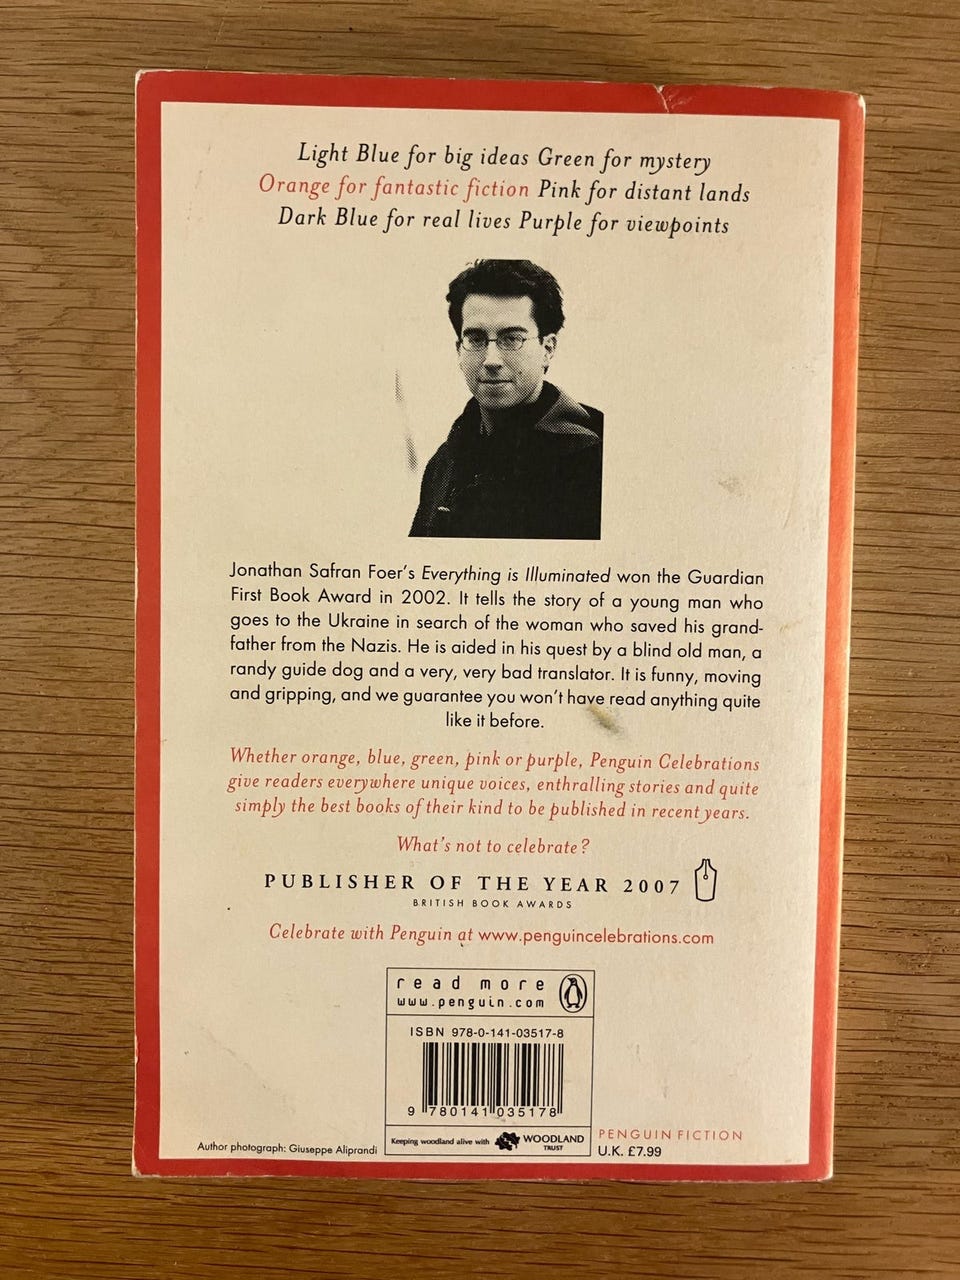 Light Blue for big ideas Green for mystery
Orange for fantastic fiction Pink for distant lands
Dark Blue for real lives Purple for viewpoints
Jonathan Safran Foer's Everything is Illuminated won the Guardian
First Book Award in 2002. It tells the story of a young man who
goes to the Ukraine in search of the woman who saved his grand-
father from the Nazis. He is aided in his quest by a blind old man, a
randy guide dog and a very, very bad translator. It is funny, moving
and gripping, and we guarantee you won't have read anything quite
like it before.
Whether orange, blue, green, pink or purple, Penguin Celebrations
give readers everywhere unique voices, enthralling stories and quite
simply the best books of their kind to be published in recent years.
What's not to celebrate?
PUBLISHER OF THE YEAR 2007
BRITISH BOOK AWARDS
Celebrate with Penguin at www.penguincelebrations.com
read more
www.penguin.com
ISBN 978-0-141-03517-8
9 780141 035178
Keeping woodland alive with WOODLAND
TRUST
Author photograph: Giuseppe Aliprandi
PENGUIN FICTION
U.K. £7.99